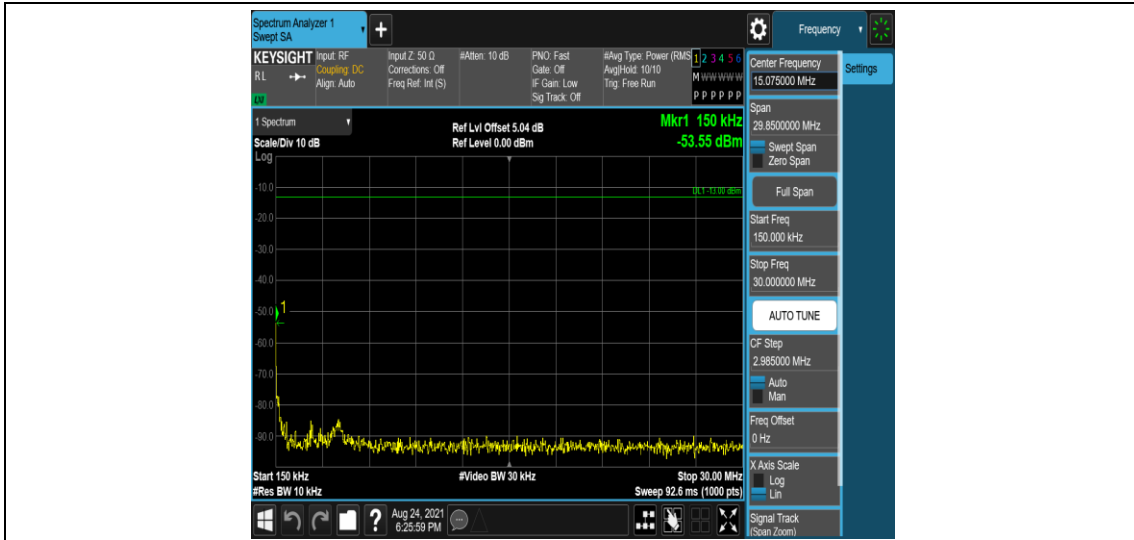 Spectrum Analyzer 1
Swept SA
Frequency
KEYSIGHT
RL
Input: RF
Coupling: DC
Align: Auto
Input Z: 50 Ω
Corrections: Off
Freq Ref: Int (S)
#Atten: 10 dB
PNO: Fast
Gate: Off
IF Gain: Low
Sig Track: Off
#Avg Type: Power (RMS
Avg|Hold: 10/10
Trig: Free Run
1 2 3 4 5 6
M W W W W W
P P P P P P
1 Spectrum
Scale/Div 10 dB
Log
Ref Lvl Offset 5.04 dB
Ref Level 0.00 dBm
Mkr1 150 kHz
-53.55 dBm
DL1 -13.00 dBm
-10.0
-20.0
-30.0
-40.0
-50.0
1
-60.0
-70.0
-80.0
-90.0
Start 150 kHz
#Res BW 10 kHz
#Video BW 30 kHz
Stop 30.00 MHz
Sweep 92.6 ms (1000 pts)
Aug 24, 2021
6:25:59 PM
Center Frequency
15.075000 MHz
Settings
Span
29.8500000 MHz
Swept Span
Zero Span
Full Span
Start Freq
150.000 kHz
Stop Freq
30.000000 MHz
AUTO TUNE
CF Step
2.985000 MHz
Auto
Man
Freq Offset
0 Hz
X Axis Scale
Log
Lin
Signal Track
(Span Zoom)